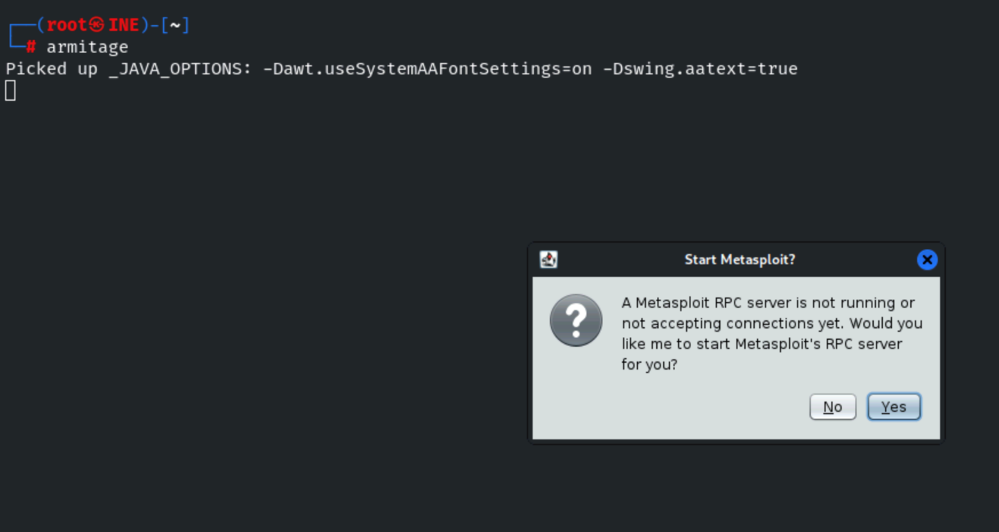 (root㉿INE)-[~]
# armitage
Picked up _JAVA_OPTIONS: -Dawt.useSystemAAFontSettings=on -Dswing.aatext=true
Start Metasploit?
A Metasploit RPC server is not running or
not accepting connections yet. Would you
like me to start Metasploit's RPC server
for you?
No
Yes